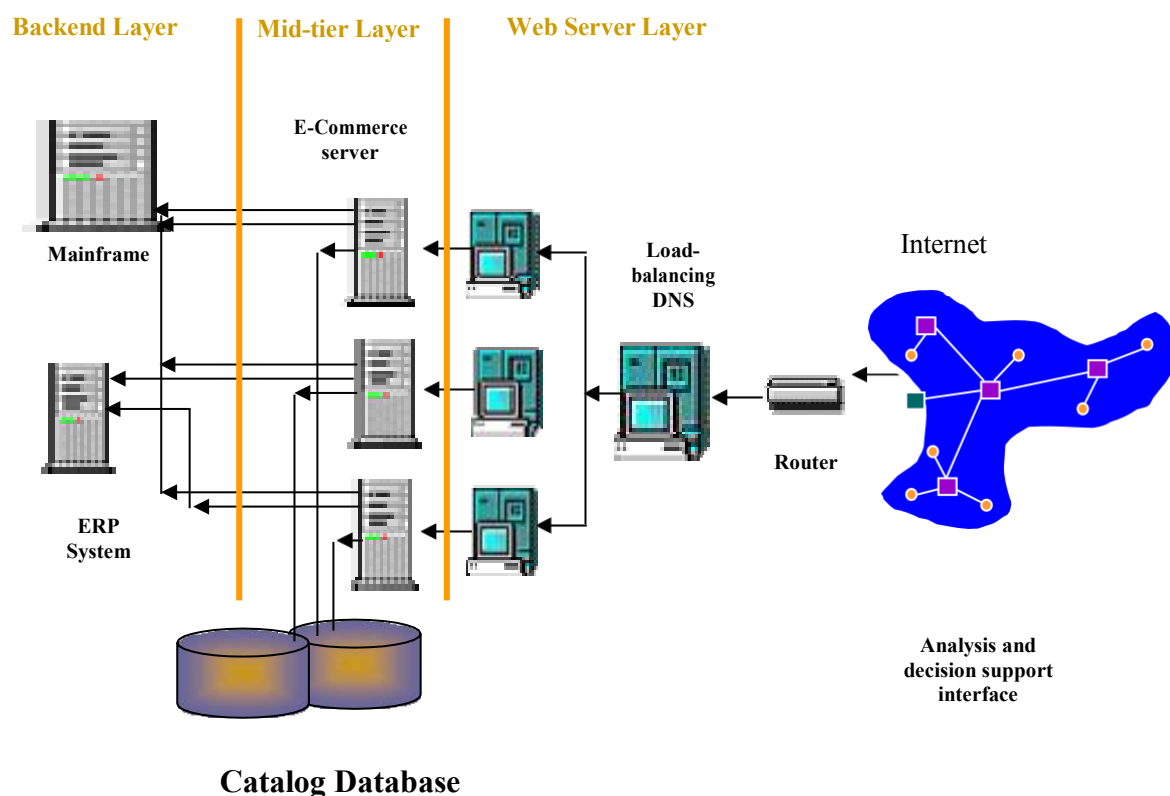 Backend Layer
Mid-tier Layer
Web Server Layer
E-Commerce
server
Mainframe
Load-
balancing
DNS
Internet
Router
ERP
System
Analysis and
decision support
interface
Catalog Database